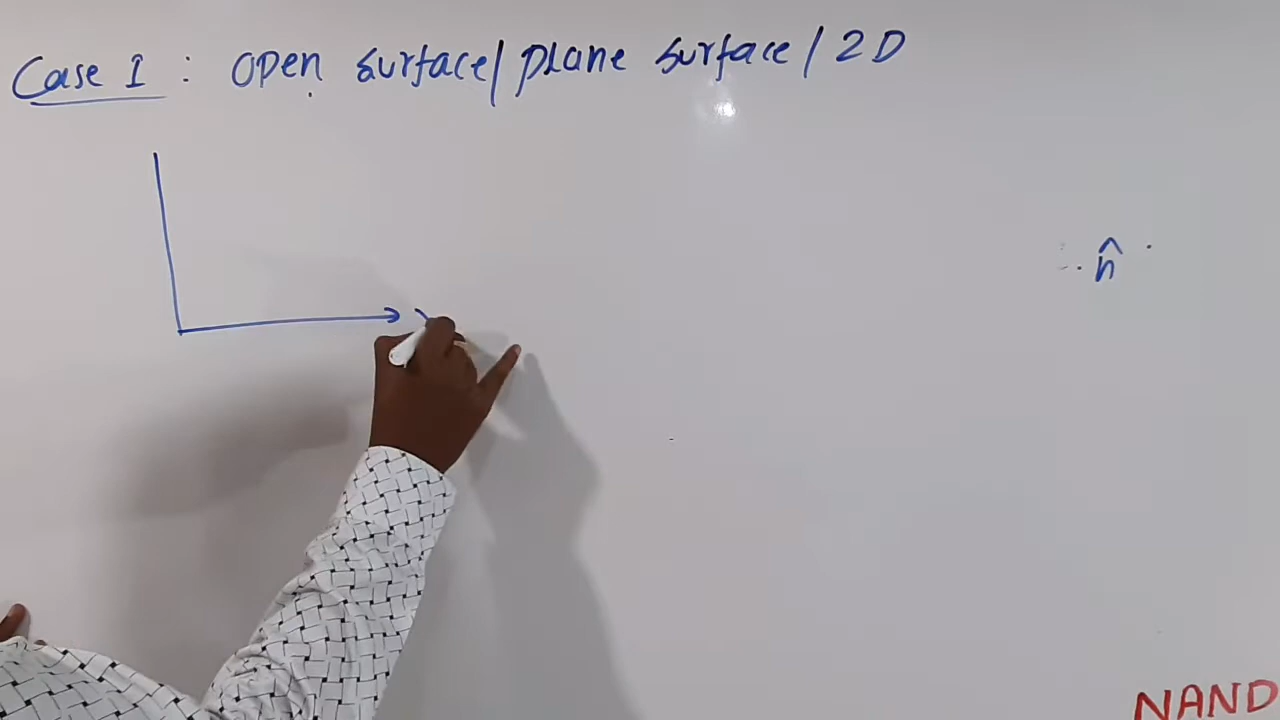 Case I : Open surface/plane surface/2D
∴ n̂
NAND